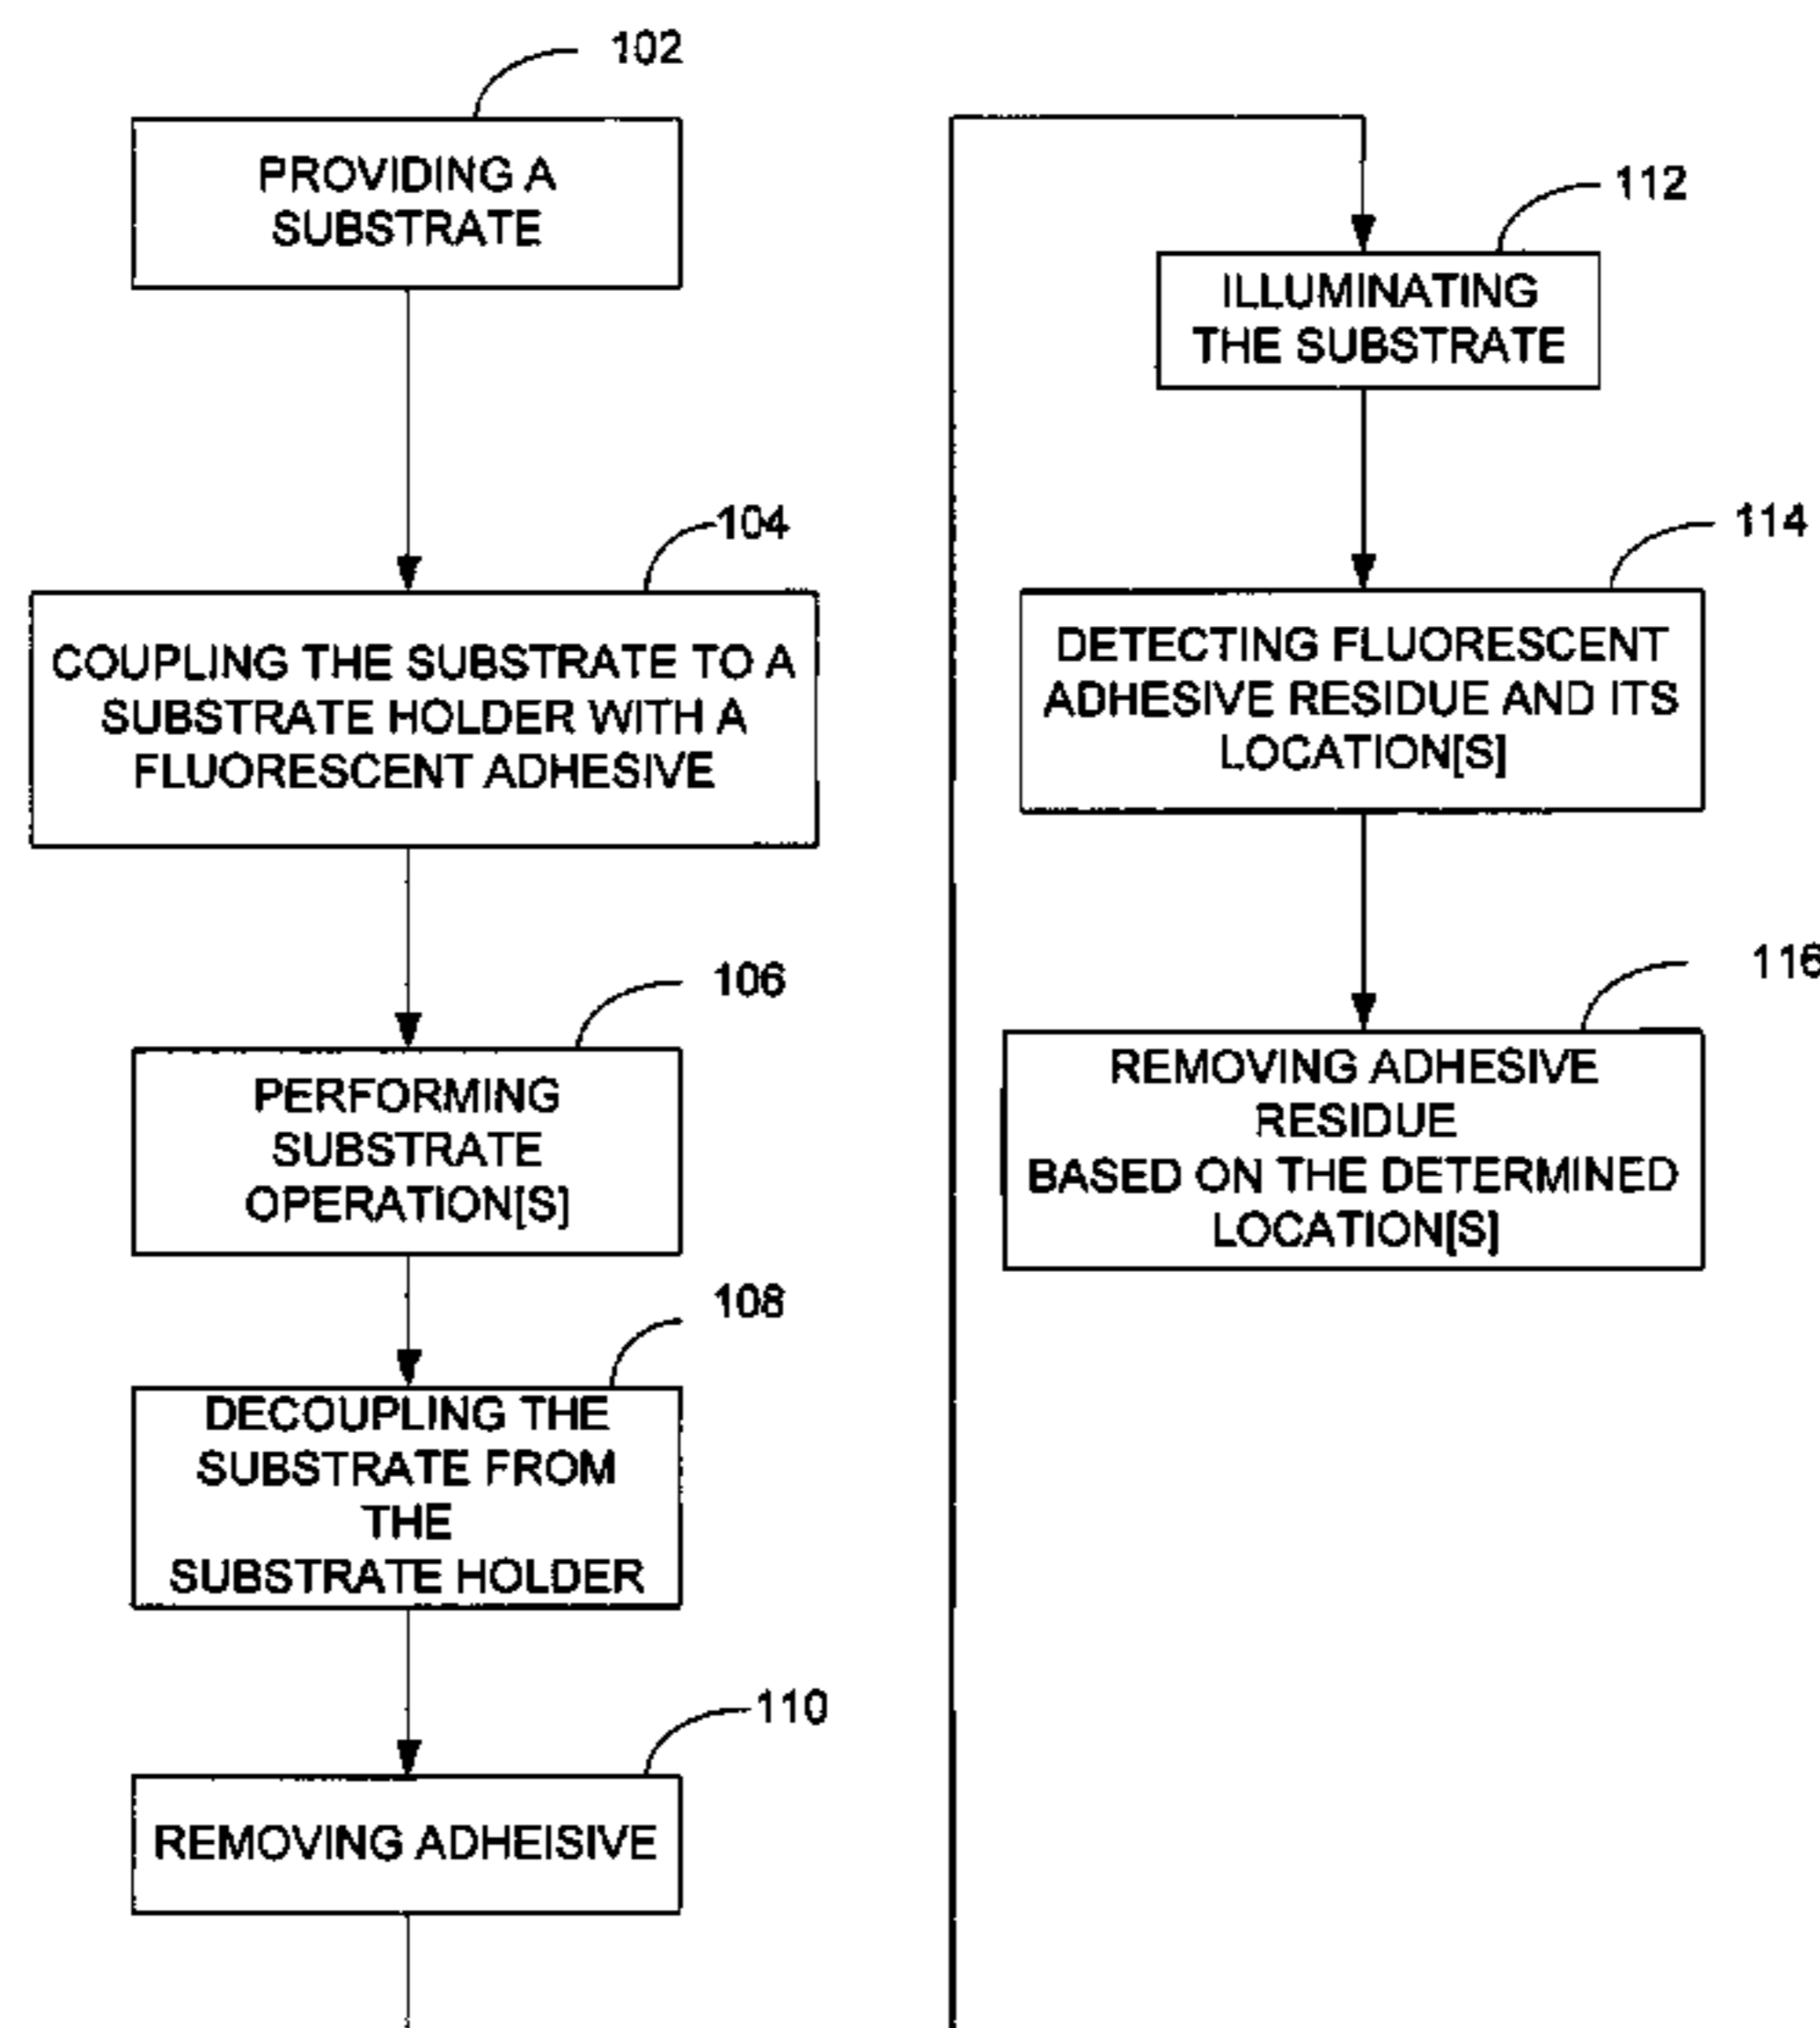 102
PROVIDING A
SUBSTRATE
104
COUPLING THE SUBSTRATE TO A
SUBSTRATE HOLDER WITH A
FLUORESCENT ADHESIVE
106
PERFORMING
SUBSTRATE
OPERATION[S]
108
DECOUPLING THE
SUBSTRATE FROM
THE
SUBSTRATE HOLDER
110
REMOVING ADHEISIVE
112
ILLUMINATING
THE SUBSTRATE
114
DETECTING FLUORESCENT
ADHESIVE RESIDUE AND ITS
LOCATION[S]
116
REMOVING ADHESIVE
RESIDUE
BASED ON THE DETERMINED
LOCATION[S]